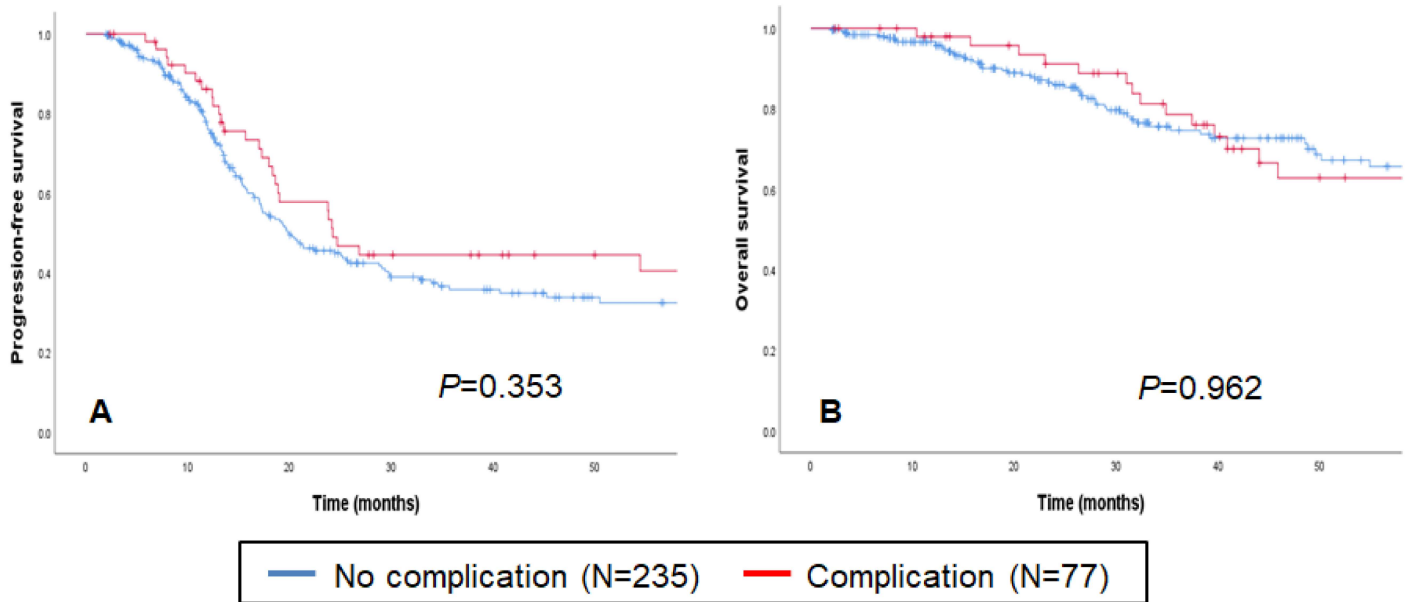 Progression-free survival
1.0
0.8
0.6
0.4
0.2
0.0
A
P=0.353
0 10 20 30 40 50
Time (months)
Overall survival
1.0
0.8
0.6
0.4
0.2
0.0
B
P=0.962
0 10 20 30 40 50
Time (months)
No complication (N=235) Complication (N=77)